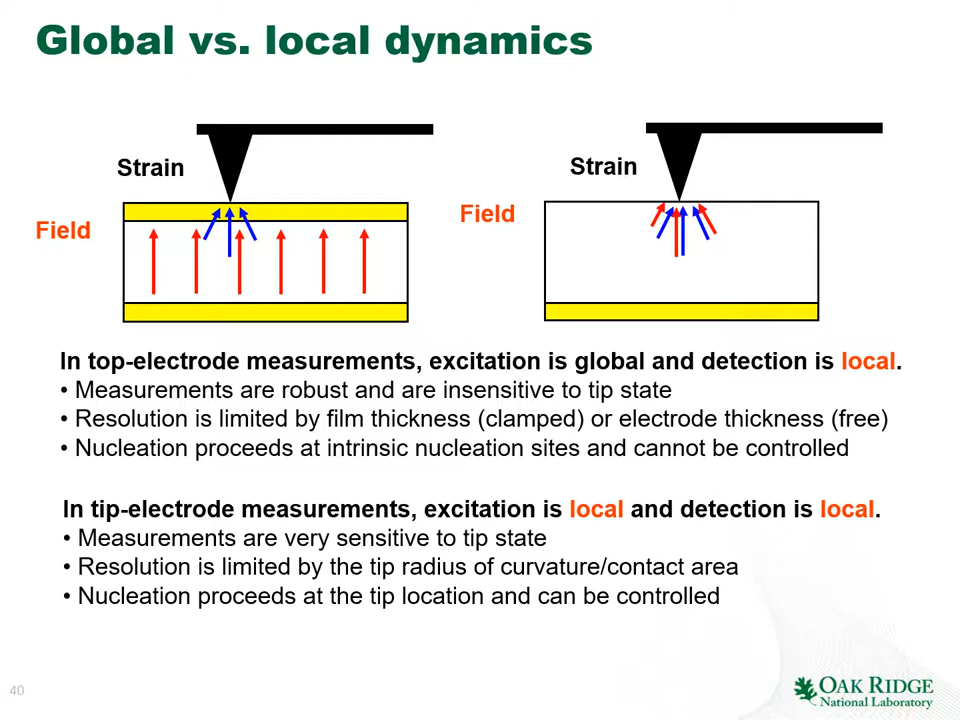 Global vs. local dynamics
Strain
Strain
Field
Field
In top-electrode measurements, excitation is global and detection is local.
• Measurements are robust and are insensitive to tip state
• Resolution is limited by film thickness (clamped) or electrode thickness (free)
• Nucleation proceeds at intrinsic nucleation sites and cannot be controlled
In tip-electrode measurements, excitation is local and detection is local.
• Measurements are very sensitive to tip state
• Resolution is limited by the tip radius of curvature/contact area
• Nucleation proceeds at the tip location and can be controlled
40
OAK RIDGE
National Laboratory